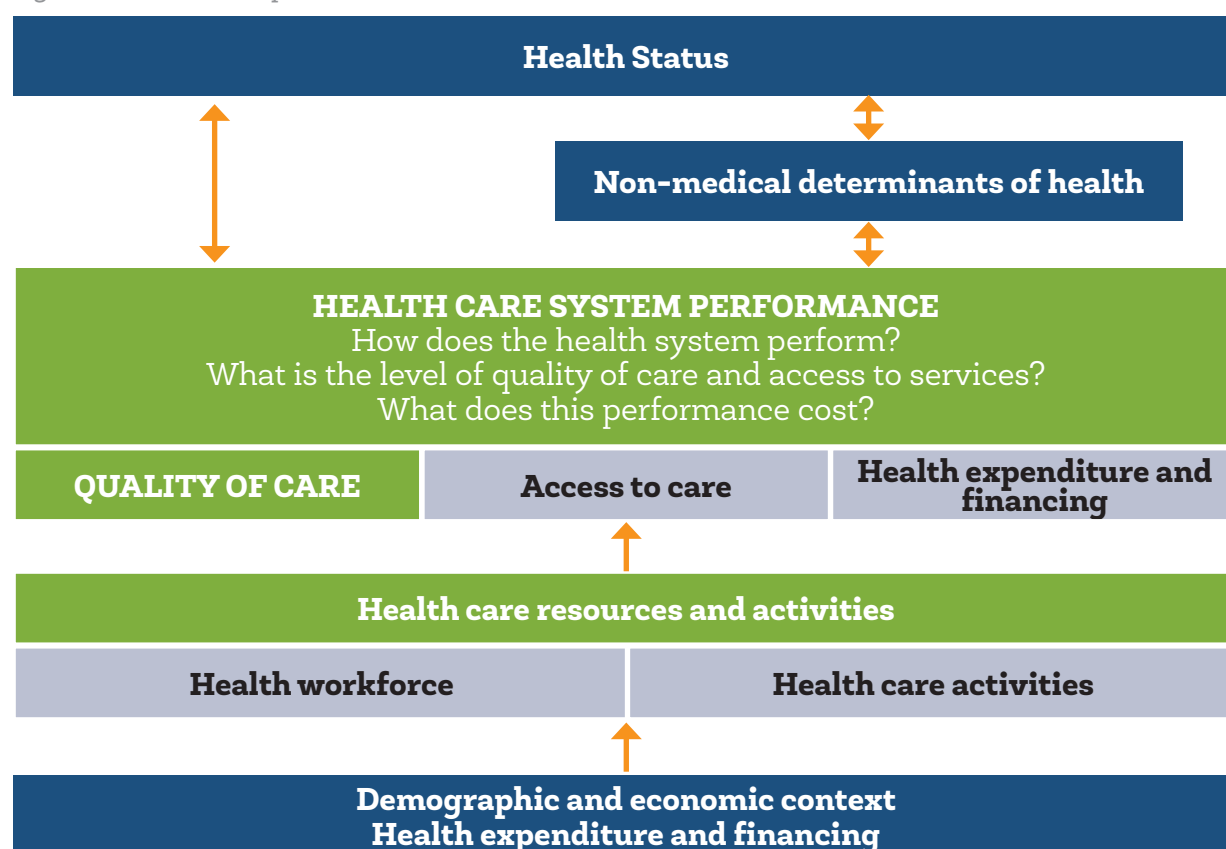 Health Status
Non-medical determinants of health
HEALTH CARE SYSTEM PERFORMANCE
How does the health system perform?
What is the level of quality of care and access to services?
What does this performance cost?
QUALITY OF CARE
Access to care
Health expenditure and
financing
Health care resources and activities
Health workforce
Health care activities
Demographic and economic context
Health expenditure and financing